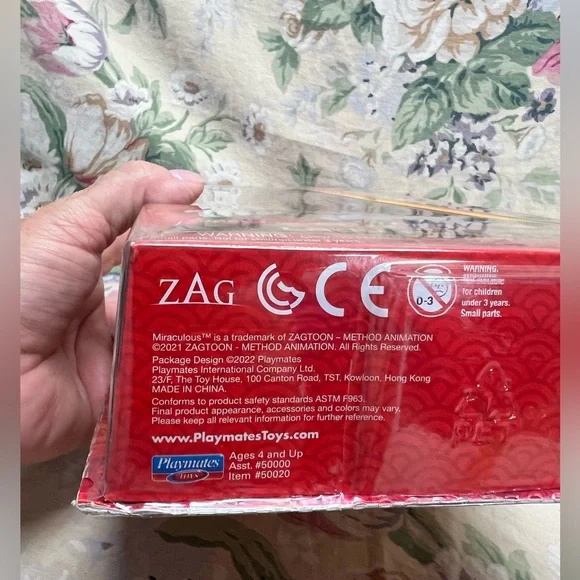 WARNING
ZAG
CE
0-3
WARNING:
for children
under 3 years.
Small parts.
Miraculous™ is a trademark of ZAGTOON – METHOD ANIMATION
©2021 ZAGTOON - METHOD ANIMATION. All Rights Reserved.
Package Design ©2022 Playmates
Playmates International Company Ltd.
23/F, The Toy House, 100 Canton Road, TST, Kowloon, Hong Kong
MADE IN CHINA.
Conforms to product safety standards ASTM F963.
Final product appearance, accessories and colors may vary.
Please keep all relevant information for further reference.
www.PlaymatesToys.com
Playmates
TOYS
Ages 4 and Up
Asst. #50000
Item #50020